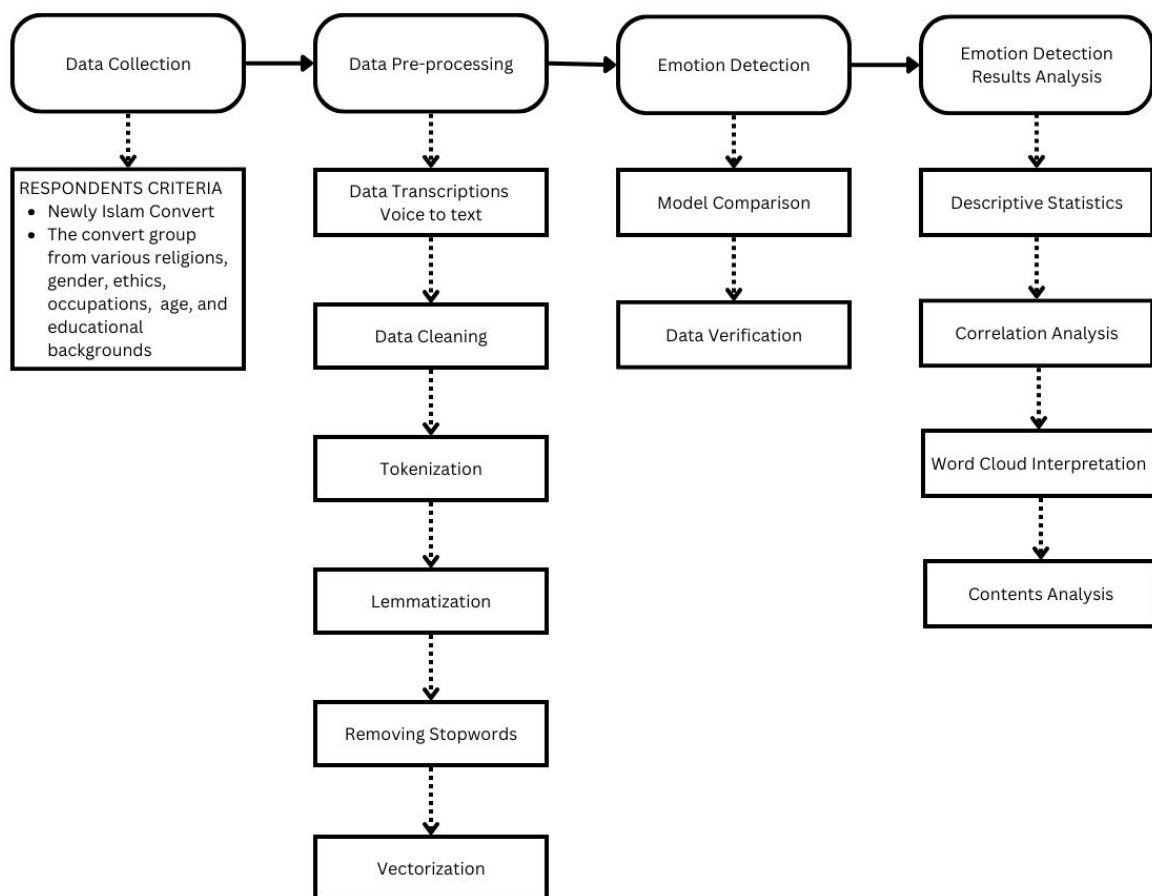 Data Collection
Data Pre-processing
Emotion Detection
Emotion Detection
Results Analysis
RESPONDENTS CRITERIA
• Newly Islam Convert
• The convert group
from various religions,
gender, ethics,
occupations, age, and
educational
backgrounds
Data Transcriptions
Voice to text
Data Cleaning
Tokenization
Lemmatization
Removing Stopwords
Vectorization
Model Comparison
Data Verification
Descriptive Statistics
Correlation Analysis
Word Cloud Interpretation
Contents Analysis